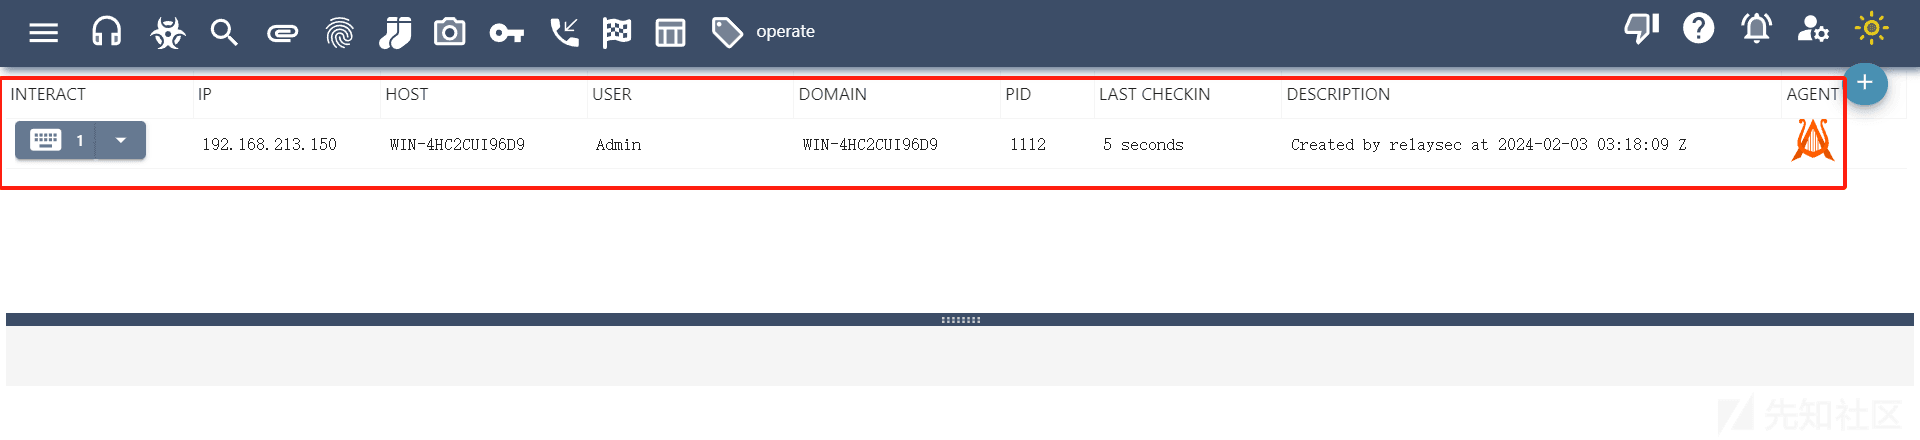 operate
INTERACT IP HOST USER DOMAIN PID LAST CHECKIN DESCRIPTION AGENT
1 192.168.213.150 WIN-4HC2CUI96D9 Admin WIN-4HC2CUI96D9 1112 5 seconds Created by relaysec at 2024-02-03 03:18:09 Z
先知社区